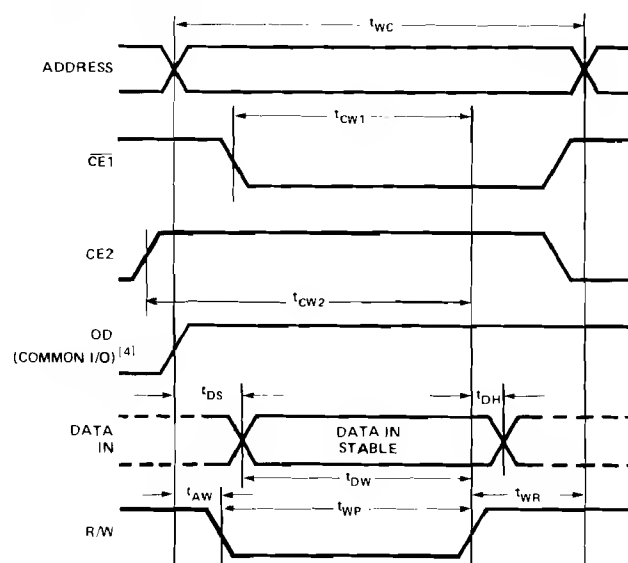 tWC
ADDRESS
tCW1
CE1
CE2
tCW2
OD
(COMMON I/O) [4]
tDS
tDH
DATA
IN
DATA IN
STABLE
tDW
tAW
tWP
tWR
R/W